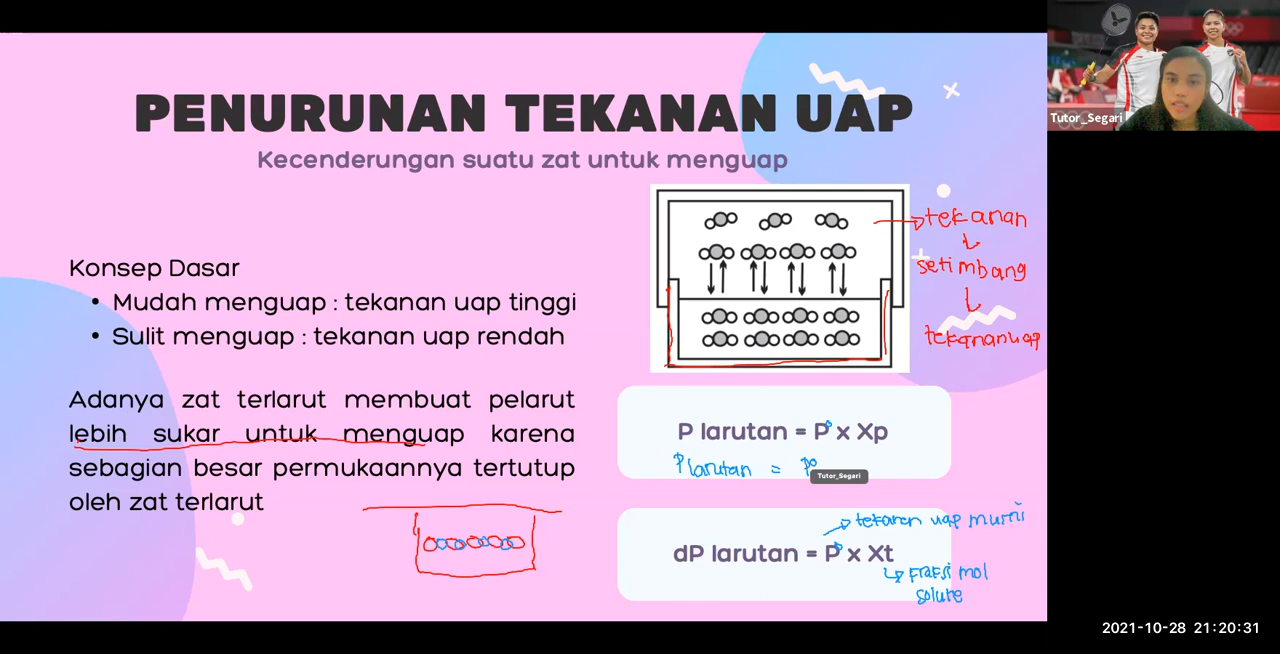 PENURUNAN TEKANAN UAP
Kecenderungan suatu zat untuk menguap
Tutor_Segari
Konsep Dasar
• Mudah menguap : tekanan uap tinggi
• Sulit menguap : tekanan uap rendah
Adanya zat terlarut membuat pelarut
lebih sukar untuk menguap karena
sebagian besar permukaannya tertutup
oleh zat terlarut
tekanan
setimbang
tekanan uap
P larutan = P° x Xp
P larutan = P°
Tutor_Segari
tekanan uap murni
dP larutan = P° x Xt
Fraksi mol
solute
2021-10-28 21:20:31